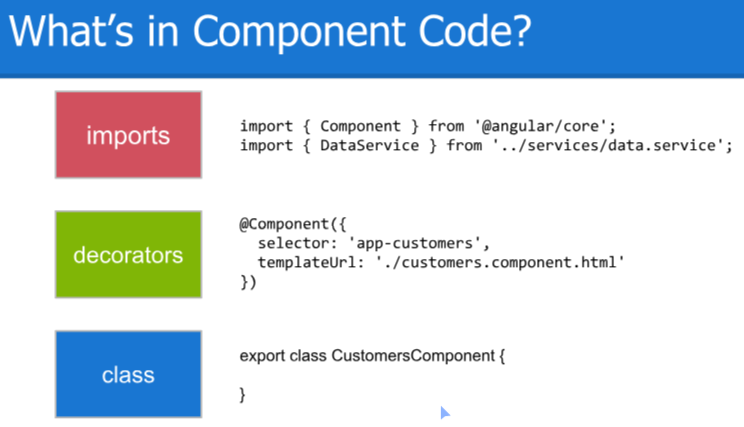 What's in Component Code?
imports
import { Component } from '@angular/core';
import { DataService } from '../services/data.service';
decorators
@Component({
  selector: 'app-customers',
  templateUrl: './customers.component.html'
})
class
export class CustomersComponent {
}